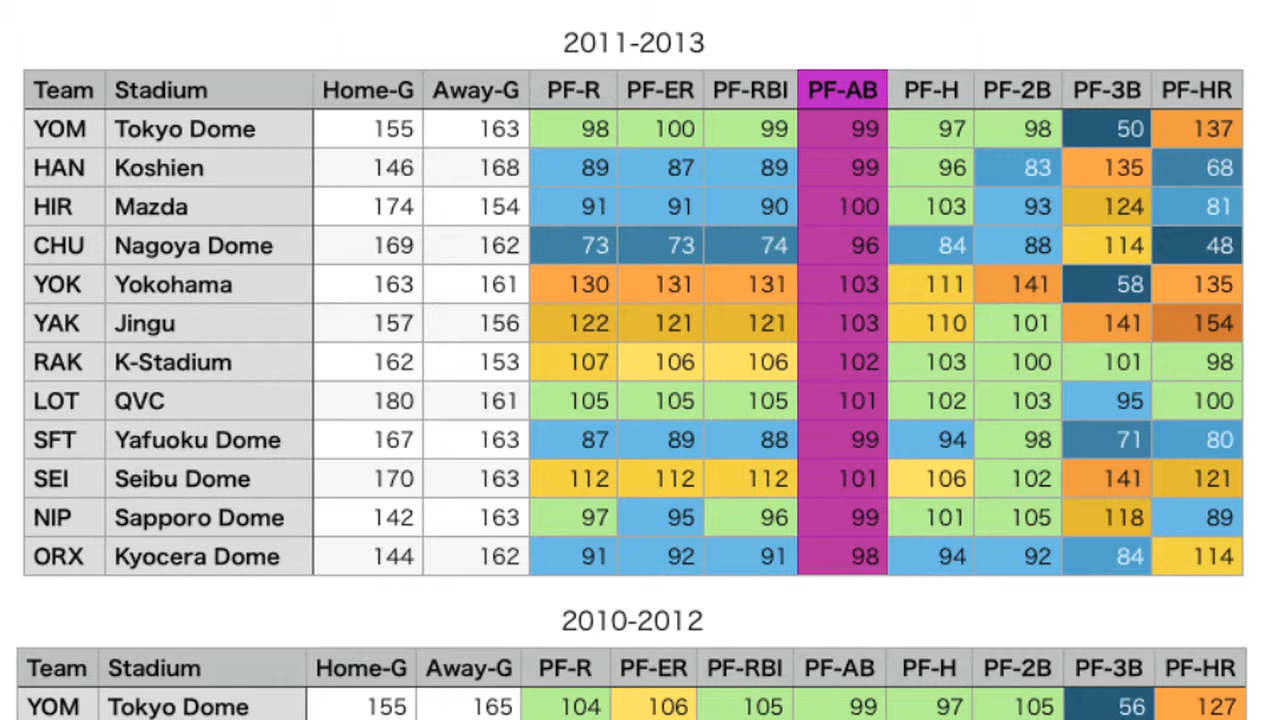 2011-2013
Team Stadium Home-G Away-G PF-R PF-ER PF-RBI PF-AB PF-H PF-2B PF-3B PF-HR
YOM Tokyo Dome 155 163 98 100 99 99 97 98 50 137
HAN Koshien 146 168 89 87 89 99 96 83 135 68
HIR Mazda 174 154 91 91 90 100 103 93 124 81
CHU Nagoya Dome 169 162 73 73 74 96 84 88 114 48
YOK Yokohama 163 161 130 131 131 103 111 141 58 135
YAK Jingu 157 156 122 121 121 103 110 101 141 154
RAK K-Stadium 162 153 107 106 106 102 103 100 101 98
LOT QVC 180 161 105 105 105 101 102 103 95 100
SFT Yafuoku Dome 167 163 87 89 88 99 94 98 71 80
SEI Seibu Dome 170 163 112 112 112 101 106 102 141 121
NIP Sapporo Dome 142 163 97 95 96 99 101 105 118 89
ORX Kyocera Dome 144 162 91 92 91 98 94 92 84 114
2010-2012
Team Stadium Home-G Away-G PF-R PF-ER PF-RBI PF-AB PF-H PF-2B PF-3B PF-HR
YOM Tokyo Dome 155 165 104 106 105 99 97 105 56 127